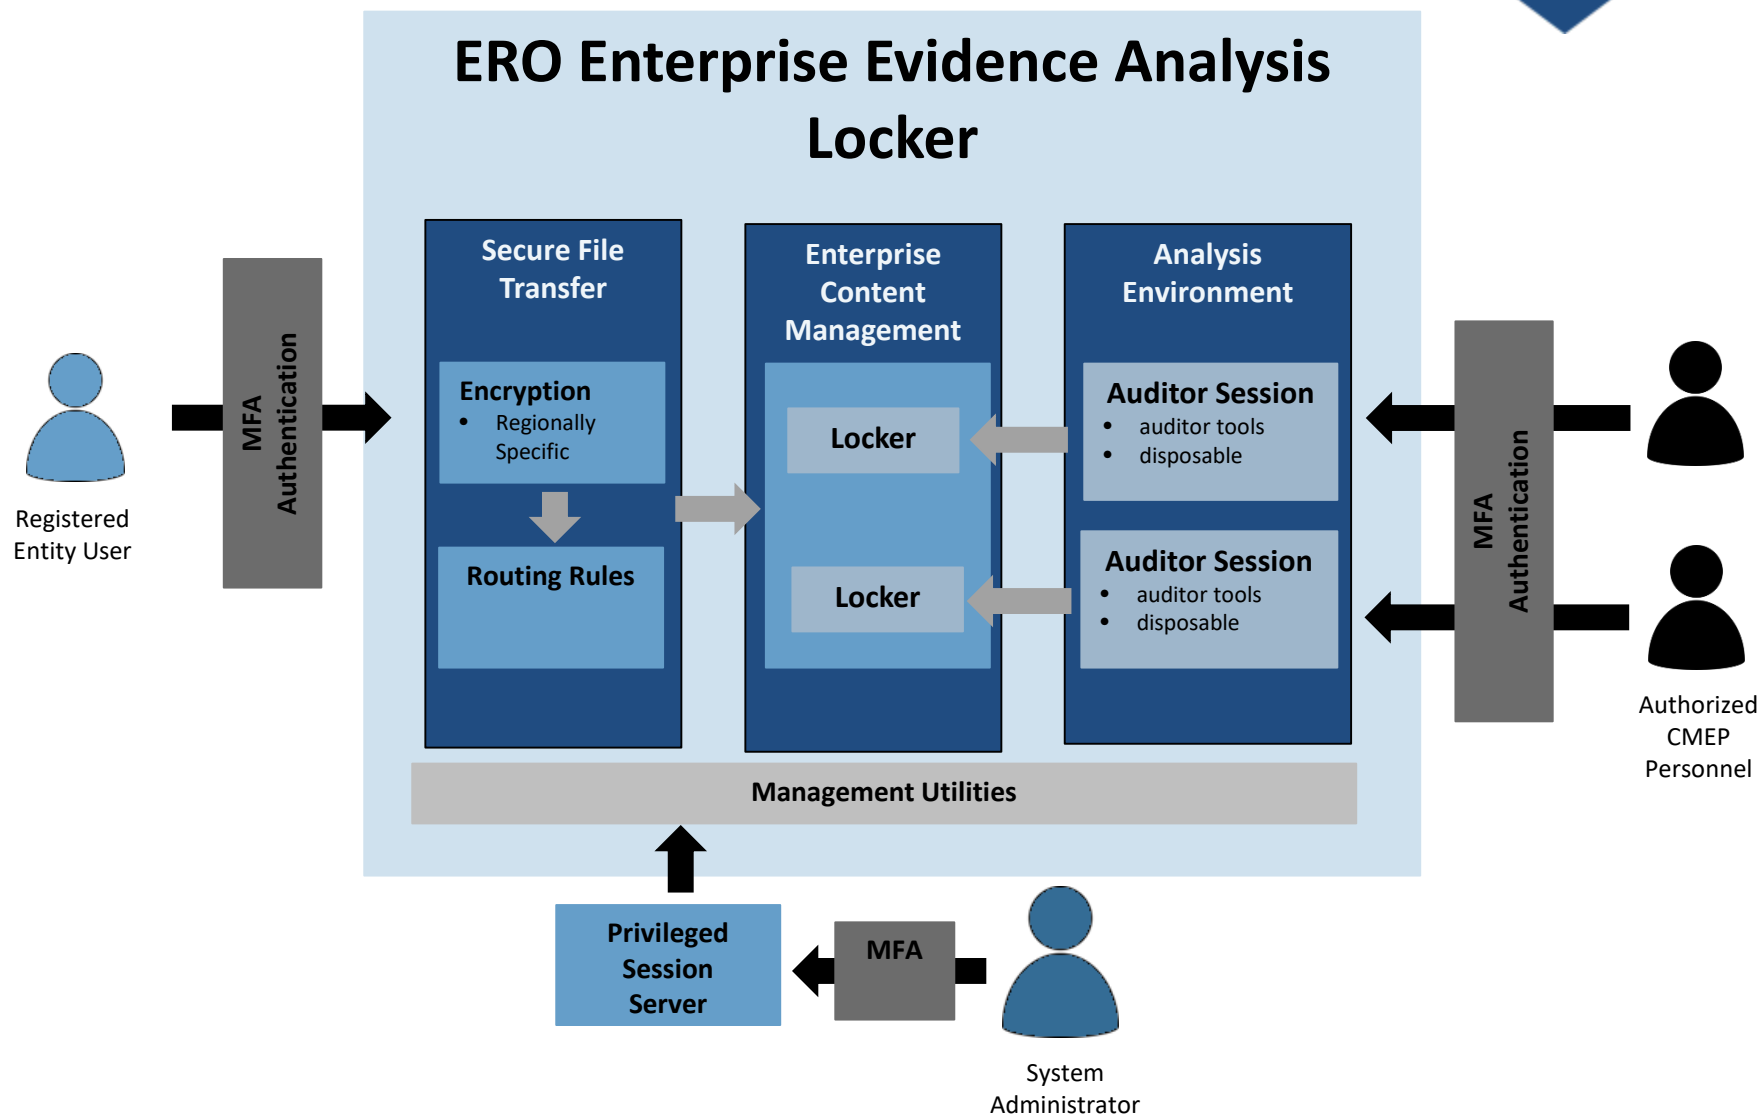 ERO Enterprise Evidence Analysis
Locker
Secure File
Transfer
Encryption
• Regionally
Specific
Routing Rules
Enterprise
Content
Management
Locker
Locker
Analysis
Environment
Auditor Session
• auditor tools
• disposable
Auditor Session
• auditor tools
• disposable
MFA
Authentication
Registered
Entity User
MFA
Authentication
Authorized
CMEP
Personnel
Management Utilities
Privileged
Session
Server
MFA
System
Administrator